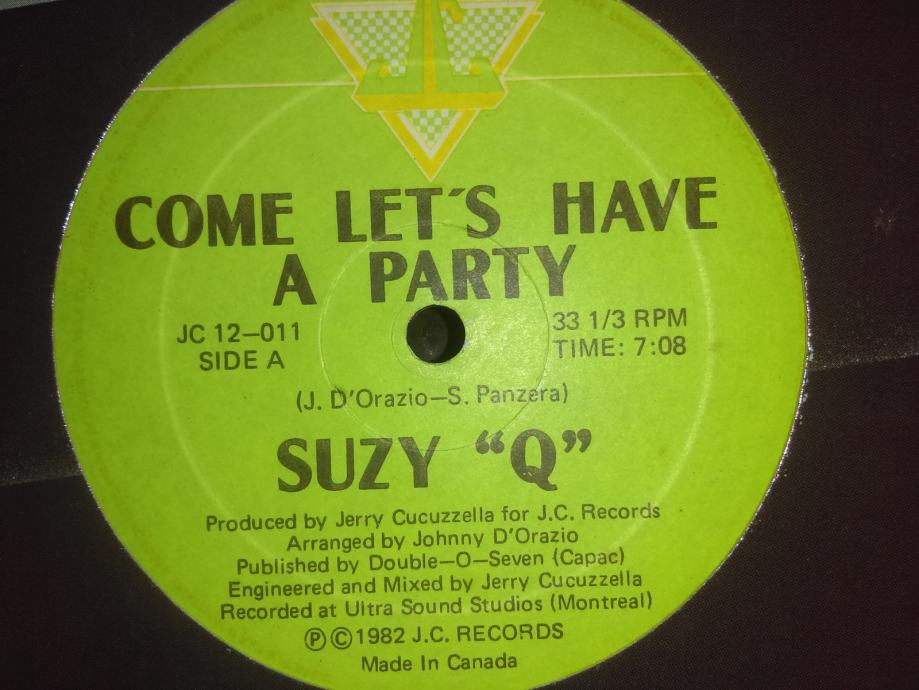 COME LET´S HAVE
A PARTY
JC 12—011
SIDE A
33 1/3 RPM
TIME: 7:08
(J. D'Orazio—S. Panzera)
SUZY “Q”
Produced by Jerry Cucuzzella for J.C. Records
Arranged by Johnny D'Orazio
Published by Double—O—Seven (Capac)
Engineered and Mixed by Jerry Cucuzzella
Recorded at Ultra Sound Studios (Montreal)
Ⓟ©1982 J.C. RECORDS
Made In Canada